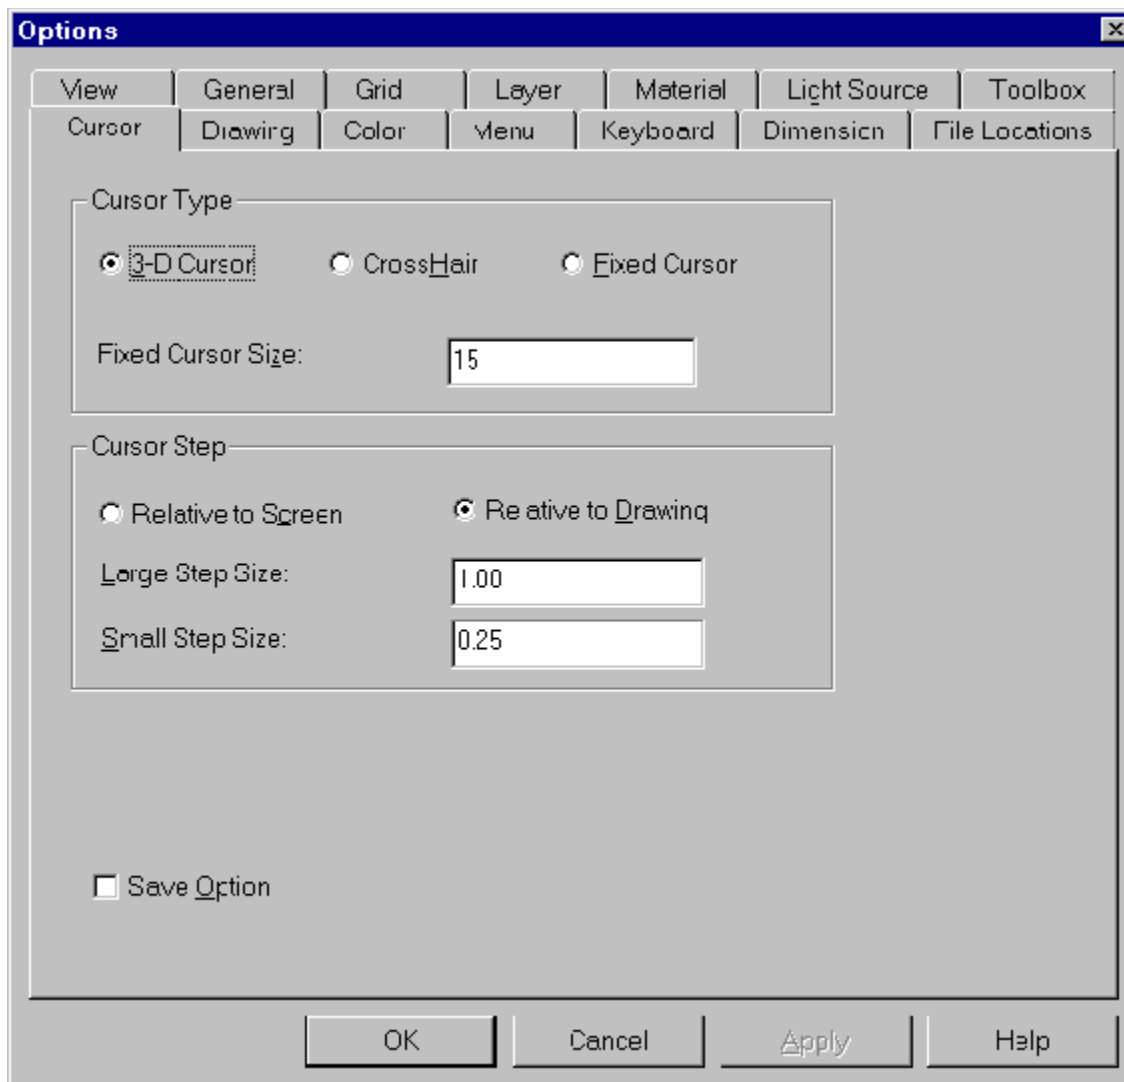 Options
View General Grid Layer Material Light Source Toolbox
Cursor Drawing Color Menu Keyboard Dimension File Locations
Cursor Type
3-D Cursor CrossHair Fixed Cursor
Fixed Cursor Size: 15
Cursor Step
Relative to Screen Relative to Drawing
Large Step Size: 1.00
Small Step Size: 0.25
Save Option
OK Cancel Apply Help